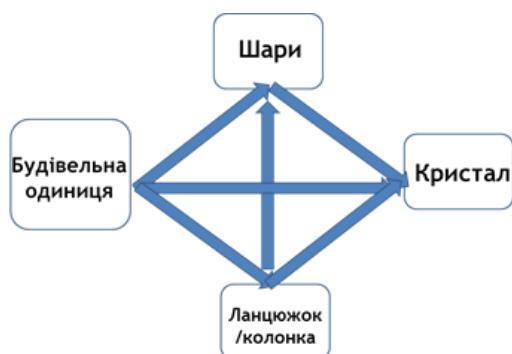 Шари
Будівельна
одиниця
Кристал
Ланцюжок
/колонка